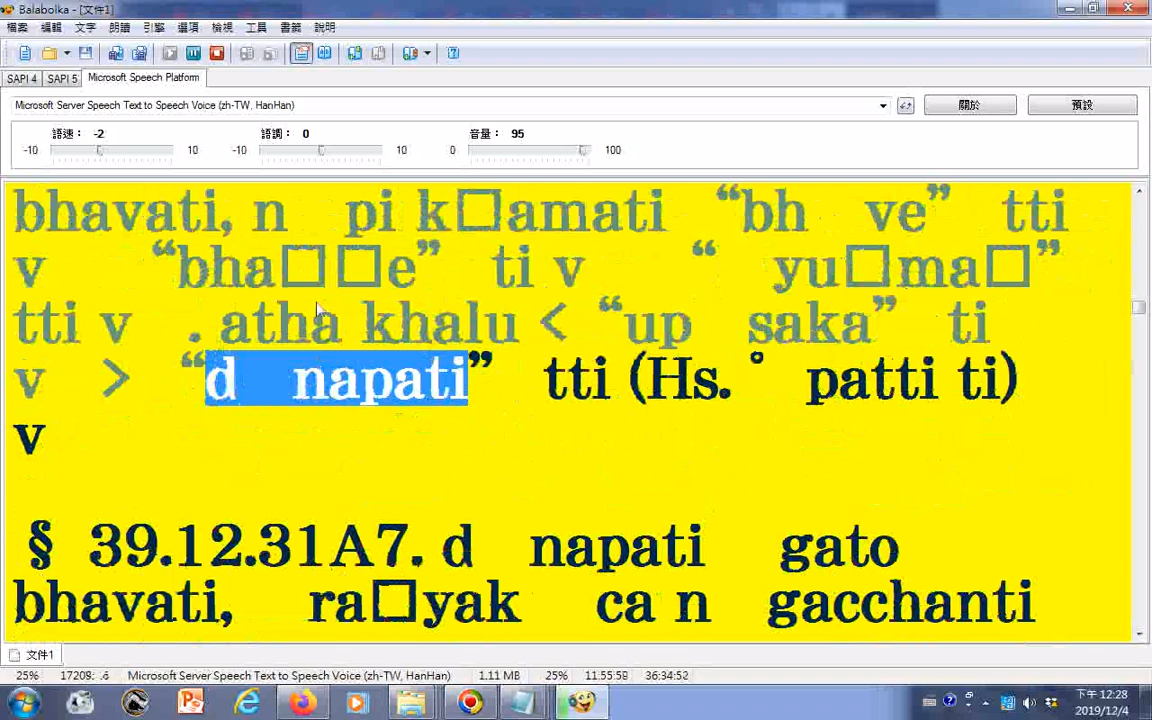 Balabolka - [文件1]
檔案 編輯 文字 朗讀 引擎 選項 檢視 工具 書籤 說明
SAPI 4 SAPI 5 Microsoft Speech Platform
Microsoft Server Speech Text to Speech Voice (zh-TW, HanHan) 關於 預設
語速： -2 語調： 0 音量： 95
-10 10 -10 10 0 100
bhavati, n pi k□amati “bh ve” tti
v “bha□□e” ti v “ yu□ma□”
tti v . atha khalu < “up saka” ti
v > “d napati” tti (Hs. ° patti ti)
v
§ 39.12.31A7. d napati gato
bhavati, ra□yak ca n gacchanti
文件1
25% 17209: .6 Microsoft Server Speech Text to Speech Voice (zh-TW, HanHan) 1.11 MB 25% 11:55:58 36:34:52
下午 12:28
2019/12/4